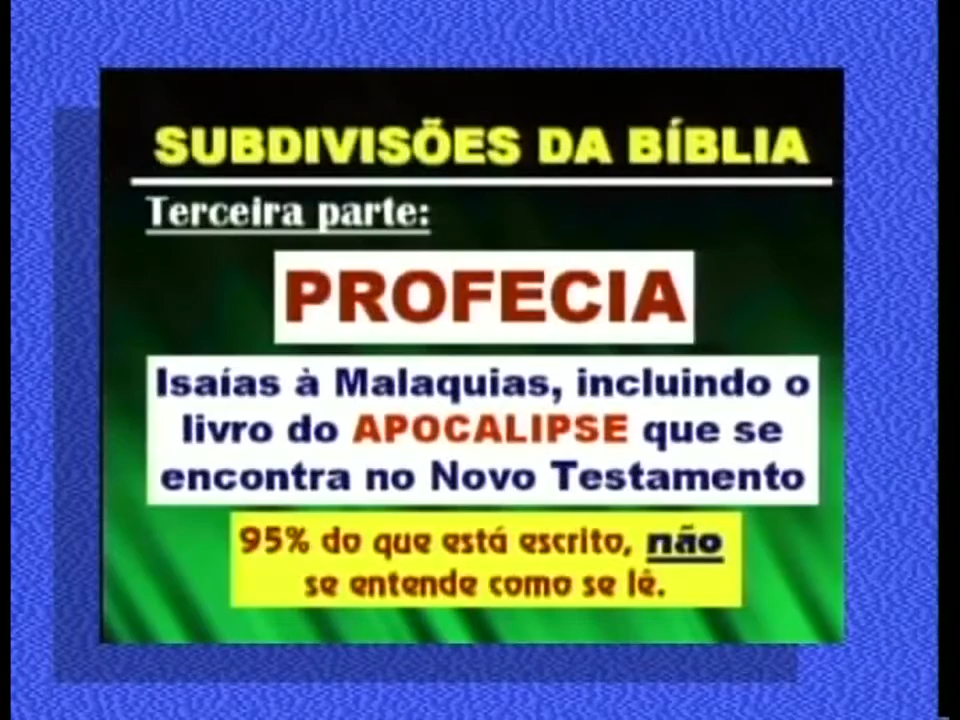 SUBDIVISÕES DA BÍBLIA
Terceira parte:
PROFECIA
Isaías à Malaquias, incluindo o
livro do APOCALIPSE que se
encontra no Novo Testamento
95% do que está escrito, não
se entende como se lê.